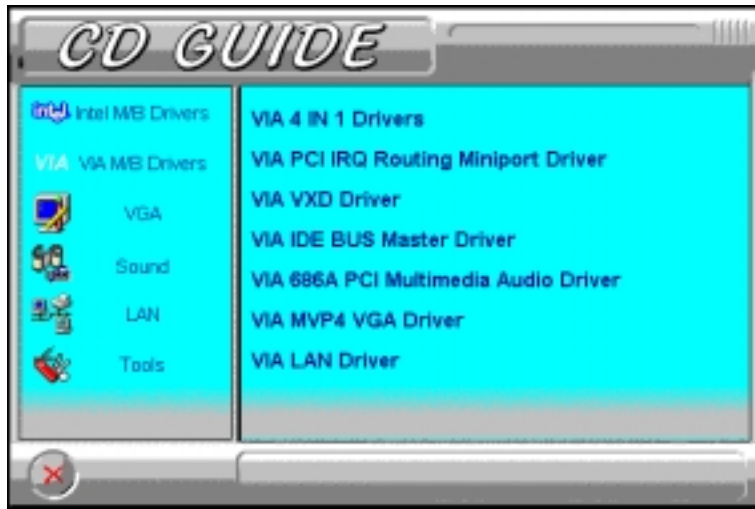 CD GUIDE
intel Intel M/B Drivers
VIA VIA M/B Drivers
VGA
Sound
LAN
Tools
VIA 4 IN 1 Drivers
VIA PCI IRQ Routing Miniport Driver
VIA VXD Driver
VIA IDE BUS Master Driver
VIA 686A PCI Multimedia Audio Driver
VIA MVP4 VGA Driver
VIA LAN Driver